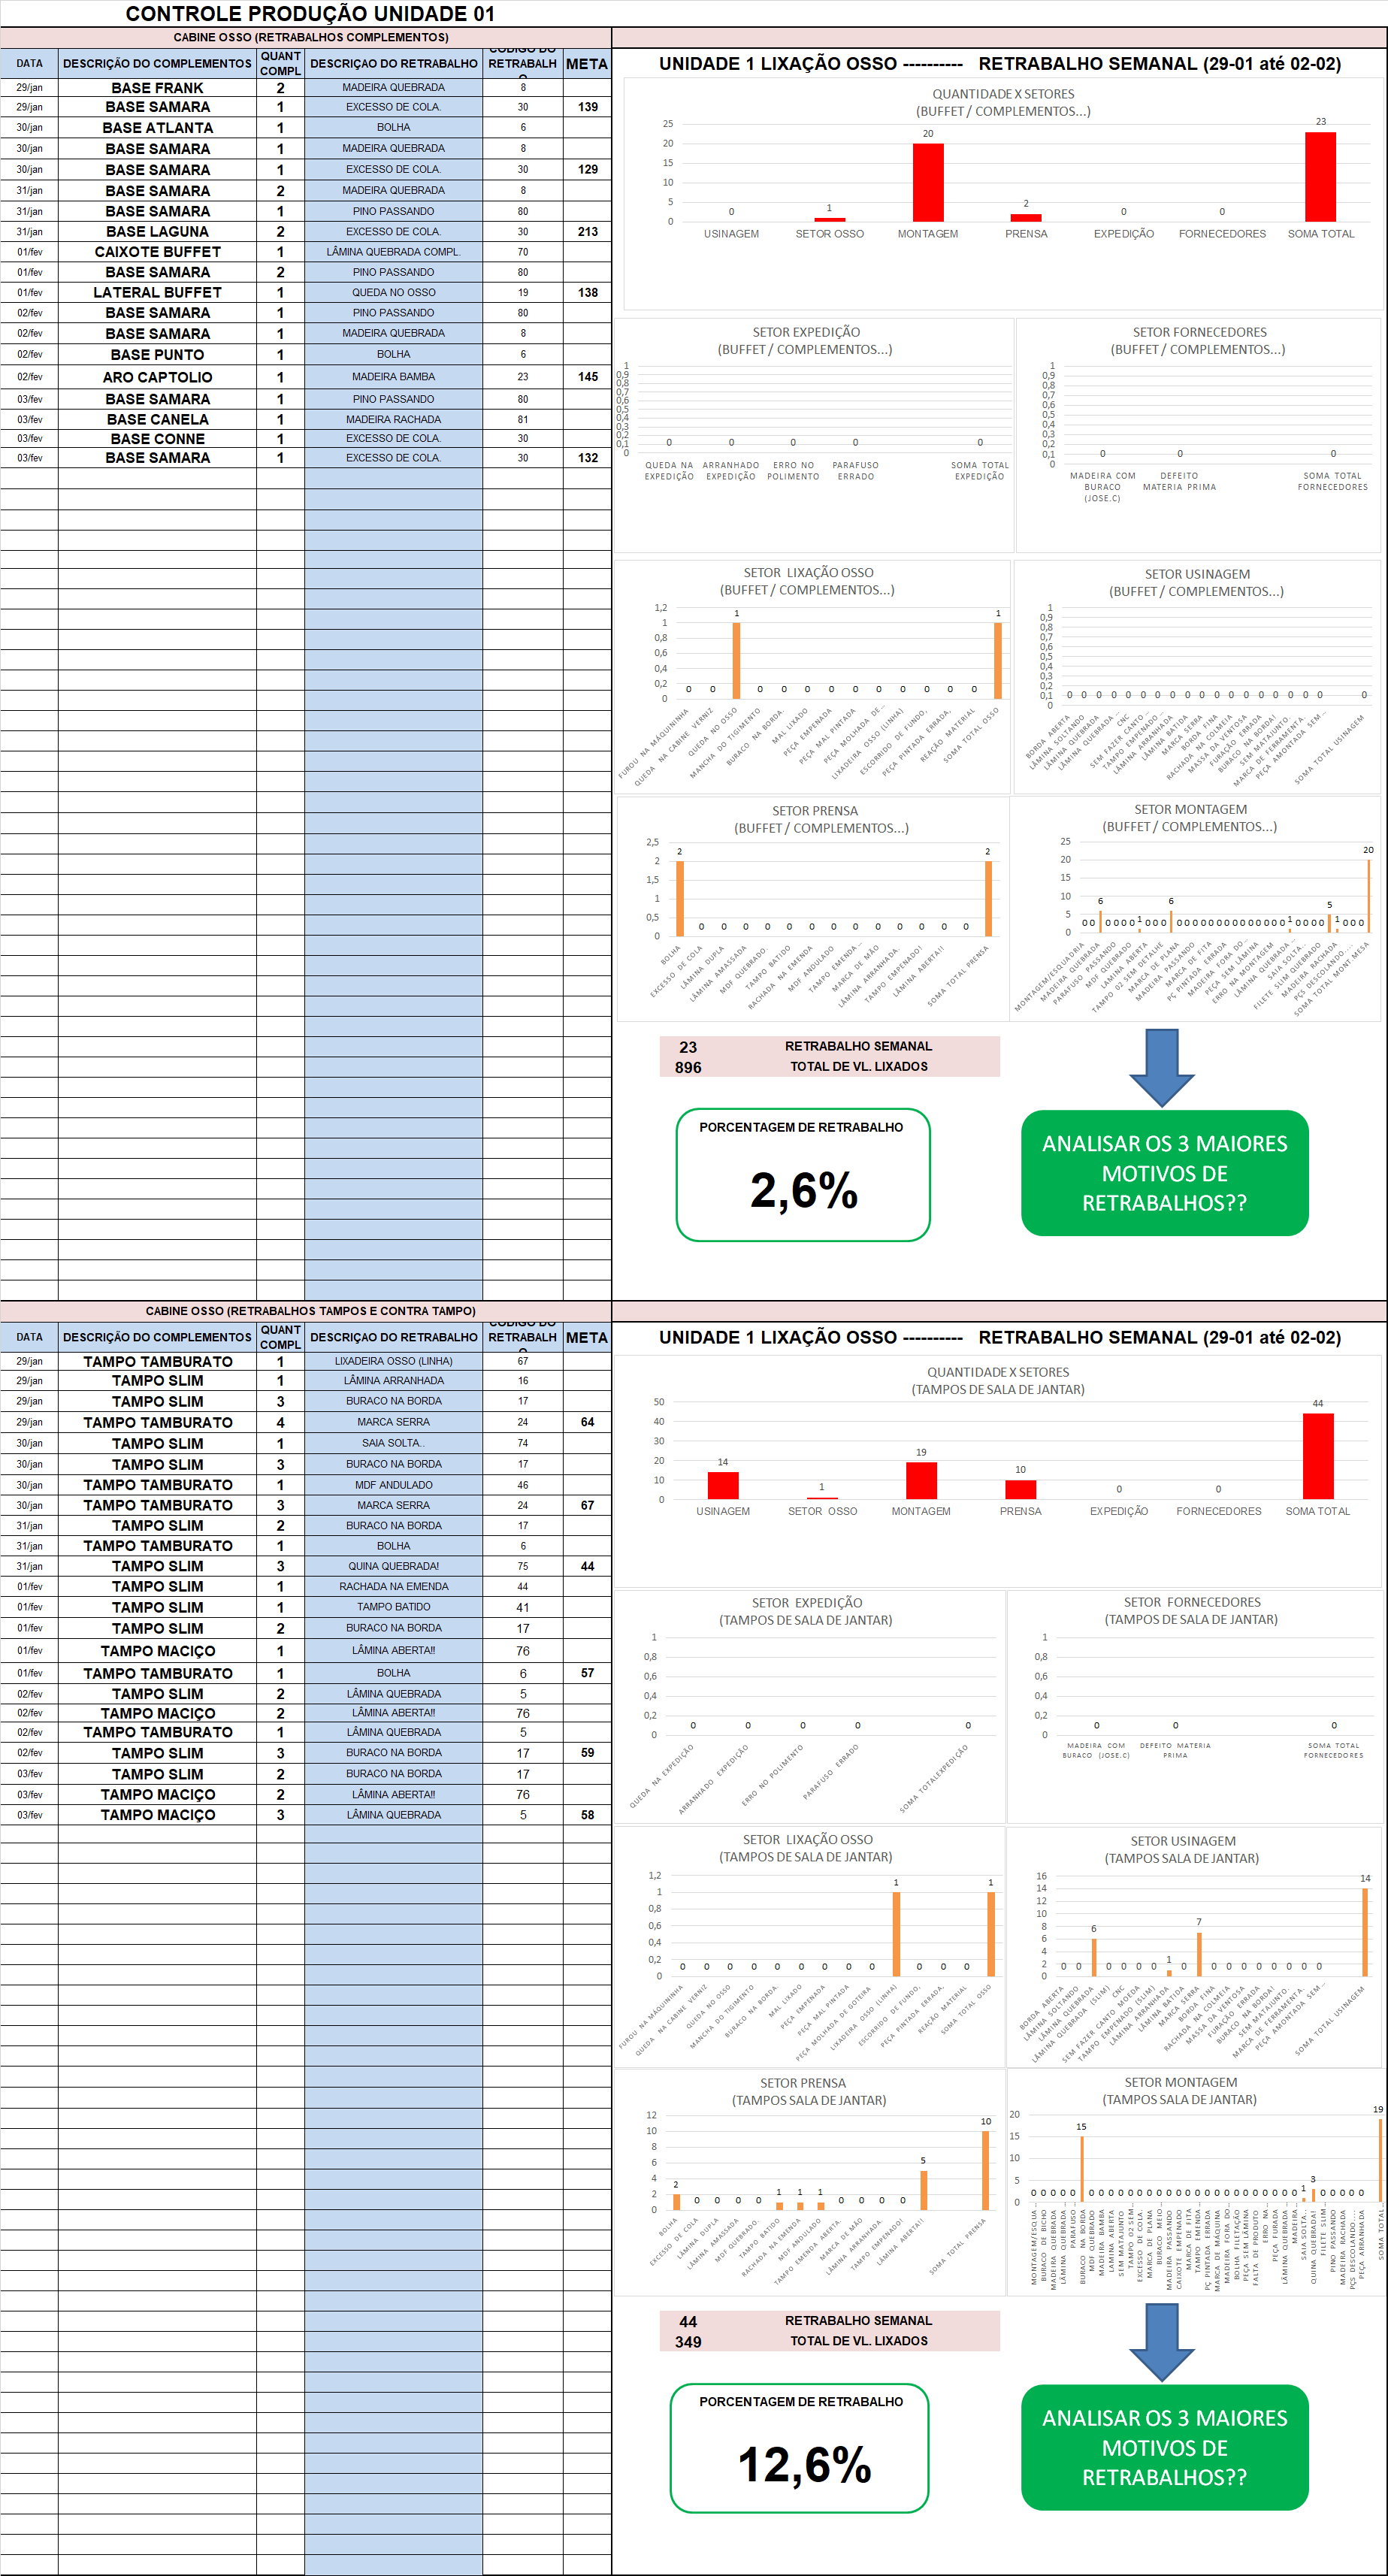 CONTROLE PRODUÇÃO UNIDADE 01
CABINE OSSO (RETRABALHOS COMPLEMENTOS)
DATA DESCRIÇÃO DO COMPLEMENTOS QUANT COMPL DESCRIÇAO DO RETRABALHO CODIGO DO RETRABALHO META
29/jan BASE FRANK 2 MADEIRA QUEBRADA 8
29/jan BASE SAMARA 1 EXCESSO DE COLA. 30 139
30/jan BASE ATLANTA 1 BOLHA 6
30/jan BASE SAMARA 1 MADEIRA QUEBRADA 8
30/jan BASE SAMARA 1 EXCESSO DE COLA. 30 129
31/jan BASE SAMARA 2 MADEIRA QUEBRADA 8
31/jan BASE SAMARA 1 PINO PASSANDO 80
31/jan BASE LAGUNA 2 EXCESSO DE COLA. 30 213
01/fev CAIXOTE BUFFET 1 LÂMINA QUEBRADA COMPL. 70
01/fev BASE SAMARA 2 PINO PASSANDO 80
01/fev LATERAL BUFFET 1 QUEDA NO OSSO 19 138
02/fev BASE SAMARA 1 PINO PASSANDO 80
02/fev BASE SAMARA 1 MADEIRA QUEBRADA 8
02/fev BASE PUNTO 1 BOLHA 6
02/fev ARO CAPTOLIO 1 MADEIRA BAMBA 23 145
03/fev BASE SAMARA 1 PINO PASSANDO 80
03/fev BASE CANELA 1 MADEIRA RACHADA 81
03/fev BASE CONNE 1 EXCESSO DE COLA. 30
03/fev BASE SAMARA 1 EXCESSO DE COLA. 30 132
UNIDADE 1 LIXAÇÃO OSSO ---------- RETRABALHO SEMANAL (29-01 até 02-02)
QUANTIDADE X SETORES
(BUFFET / COMPLEMENTOS...)
25
20
15
10
5
0
0 1 20 2 0 0 23
USINAGEM SETOR OSSO MONTAGEM PRENSA EXPEDIÇÃO FORNECEDORES SOMA TOTAL
SETOR EXPEDIÇÃO
(BUFFET / COMPLEMENTOS...)
1
0,9
0,8
0,7
0,6
0,5
0,4
0,3
0,2
0,1
0
0 0 0 0 0
QUEDA NA EXPEDIÇÃO ARRANHADO EXPEDIÇÃO ERRO NO POLIMENTO PARAFUSO ERRADO SOMA TOTAL EXPEDIÇÃO
SETOR FORNECEDORES
(BUFFET / COMPLEMENTOS...)
1
0,9
0,8
0,7
0,6
0,5
0,4
0,3
0,2
0,1
0
0 0 0
MADEIRA COM BURACO (JOSE.C) DEFEITO MATERIA PRIMA SOMA TOTAL FORNECEDORES
SETOR LIXAÇÃO OSSO
(BUFFET / COMPLEMENTOS...)
1,2
1
0,8
0,6
0,4
0,2
0
0 0 1 0 0 0 0 0 0 0 0 0 0 1
FUROU NA MÁQUININHA
QUEDA NA CABINE VERNIZ
QUEDA NO OSSO
MANCHA DO TIGIMENTO
BURACO NA BORDA.
MAL LIXADO
PEÇA EMPENADA
PEÇA MAL PINTADA
PEÇA MOLHADA DE...
LIXADEIRA OSSO (LINHA)
ESCORRIDO DE FUNDO,
PEÇA PINTADA ERRADA,
REAÇÃO MATERIAL
SOMA TOTAL OSSO
SETOR USINAGEM
(BUFFET / COMPLEMENTOS...)
1
0,9
0,8
0,7
0,6
0,5
0,4
0,3
0,2
0,1
0
0 0 0 0 0 0 0 0 0 0 0 0 0 0 0 0 0 0 0
BORDA ABERTA
LÂMINA SOLTANDO
LÂMINA QUEBRADA
LÂMINA QUEBRADA...
CNC
SEM FAZER CANTO...
TAMPO EMPENADO...
LÂMINA ARRANHADA
LÂMINA BATIDA
MARCA SERRA
BORDA FINA
RACHADA NA COLMEIA
MASSA DA VENTOSA
FURAÇÃO ERRADA
BURACO NA BORDA!
SEM MATAJUNTO.
MARCA DE FERRAMENTA.
PEÇA AMONTADA SEM...
SOMA TOTAL USINAGEM
SETOR PRENSA
(BUFFET / COMPLEMENTOS...)
2,5
2
1,5
1
0,5
0
2 0 0 0 0 0 0 0 0 0 0 0 0 2
BOLHA
EXCESSO DE COLA
LÂMINA DUPLA
LÂMINA AMASSADA
MDF QUEBRADO.
TAMPO BATIDO
RACHADA NA EMENDA
MDF ANDULADO
TAMPO EMENDA...
MARCA DE MÃO
LÂMINA ARRANHADA.
TAMPO EMPENADO!
LÂMINA ABERTA!!
SOMA TOTAL PRENSA
SETOR MONTAGEM
(BUFFET / COMPLEMENTOS...)
25
20
15
10
5
0
0 0 6 0 0 0 0 1 0 0 0 6 0 0 0 0 0 0 0 0 0 0 0 0 0 0 1 0 0 0 0 5 1 0 0 0 20
MONTAGEM/ESQUADRIA
MADEIRA QUEBRADA
PARAFUSO PASSANDO
MDF QUEBRADO
LAMINA ABERTA
TAMPO 02 SEM DETALHE
MARCA DE PLANA
MADEIRA PASSANDO
MARCA DE FITA
PÇ PINTADA ERRADA
MADEIRA FORA DO...
PEÇA SEM LÂMINA
ERRO NA MONTAGEM
LÂMINA QUEBRADA...
SAIA SOLTA..
FILETE SLIM QUEBRADO
MADEIRA RACHADA
PÇS DESCOLANDO....
SOMA TOTAL MONT.MESA
23 RETRABALHO SEMANAL
896 TOTAL DE VL. LIXADOS
PORCENTAGEM DE RETRABALHO
2,6%
ANALISAR OS 3 MAIORES
MOTIVOS DE
RETRABALHOS??
CABINE OSSO (RETRABALHOS TAMPOS E CONTRA TAMPO)
DATA DESCRIÇÃO DO COMPLEMENTOS QUANT COMPL DESCRIÇAO DO RETRABALHO CODIGO DO RETRABALHO META
29/jan TAMPO TAMBURATO 1 LIXADEIRA OSSO (LINHA) 67
29/jan TAMPO SLIM 1 LÂMINA ARRANHADA 16
29/jan TAMPO SLIM 3 BURACO NA BORDA 17
29/jan TAMPO TAMBURATO 4 MARCA SERRA 24 64
30/jan TAMPO SLIM 1 SAIA SOLTA.. 74
30/jan TAMPO SLIM 3 BURACO NA BORDA 17
30/jan TAMPO TAMBURATO 1 MDF ANDULADO 46
30/jan TAMPO TAMBURATO 3 MARCA SERRA 24 67
31/jan TAMPO SLIM 2 BURACO NA BORDA 17
31/jan TAMPO TAMBURATO 1 BOLHA 6
31/jan TAMPO SLIM 3 QUINA QUEBRADA! 75 44
01/fev TAMPO SLIM 1 RACHADA NA EMENDA 44
01/fev TAMPO SLIM 1 TAMPO BATIDO 41
01/fev TAMPO SLIM 2 BURACO NA BORDA 17
01/fev TAMPO MACIÇO 1 LÂMINA ABERTA!! 76
01/fev TAMPO TAMBURATO 1 BOLHA 6 57
02/fev TAMPO SLIM 2 LÂMINA QUEBRADA 5
02/fev TAMPO MACIÇO 2 LÂMINA ABERTA!! 76
02/fev TAMPO TAMBURATO 1 LÂMINA QUEBRADA 5
02/fev TAMPO SLIM 3 BURACO NA BORDA 17 59
03/fev TAMPO SLIM 2 BURACO NA BORDA 17
03/fev TAMPO MACIÇO 2 LÂMINA ABERTA!! 76
03/fev TAMPO MACIÇO 3 LÂMINA QUEBRADA 5 58
UNIDADE 1 LIXAÇÃO OSSO ---------- RETRABALHO SEMANAL (29-01 até 02-02)
QUANTIDADE X SETORES
(TAMPOS DE SALA DE JANTAR)
50
40
30
20
10
0
14 1 19 10 0 0 44
USINAGEM SETOR OSSO MONTAGEM PRENSA EXPEDIÇÃO FORNECEDORES SOMA TOTAL
SETOR EXPEDIÇÃO
(TAMPOS DE SALA DE JANTAR)
1
0,8
0,6
0,4
0,2
0
0 0 0 0 0
QUEDA NA EXPEDIÇÃO
ARRANHADO EXPEDIÇÃO
ERRO NO POLIMENTO
PARAFUSO ERRADO
SOMA TOTALEXPEDIÇÃO
SETOR FORNECEDORES
(TAMPOS DE SALA DE JANTAR)
1
0,8
0,6
0,4
0,2
0
0 0 0
MADEIRA COM BURACO (JOSE.C) DEFEITO MATERIA PRIMA SOMA TOTAL FORNECEDORES
SETOR LIXAÇÃO OSSO
(TAMPOS DE SALA DE JANTAR)
1,2
1
0,8
0,6
0,4
0,2
0
0 0 0 0 0 0 0 0 0 1 0 0 0 1
FUROU NA MÁQUININHA
QUEDA NA CABINE VERNIZ
QUEDA NO OSSO
MANCHA DO TIGIMENTO
BURACO NA BORDA.
MAL LIXADO
PEÇA EMPENADA
PEÇA MAL PINTADA
PEÇA MOLHADA DE GOTEIRA
LIXADEIRA OSSO (LINHA)
ESCORRIDO DE FUNDO,
PEÇA PINTADA ERRADA,
REAÇÃO MATERIAL
SOMA TOTAL OSSO
SETOR USINAGEM
(TAMPOS SALA DE JANTAR)
16
14
12
10
8
6
4
2
0
0 0 6 0 0 0 0 1 0 7 0 0 0 0 0 0 0 0 14
BORDA ABERTA
LÂMINA SOLTANDO
LÂMINA QUEBRADA
LÂMINA QUEBRADA (SLIM)
CNC
SEM FAZER CANTO MOEDA
TAMPO EMPENADO (SLIM)
LÂMINA ARRANHADA
LÂMINA BATIDA
MARCA SERRA
BORDA FINA
RACHADA NA COLMEIA
MASSA DA VENTOSA
FURAÇÃO ERRADA
BURACO NA BORDA!
SEM MATAJUNTO.
MARCA DE FERRAMENTA.
PEÇA AMONTADA SEM...
SOMA TOTAL USINAGEM
SETOR PRENSA
(TAMPOS SALA DE JANTAR)
12
10
8
6
4
2
0
2 0 0 0 0 1 1 1 0 0 0 0 5 10
BOLHA
EXCESSO DE COLA
LÂMINA DUPLA
LÂMINA AMASSADA
MDF QUEBRADO.
TAMPO BATIDO
RACHADA NA EMENDA
MDF ANDULADO
TAMPO EMENDA ABERTA.
MARCA DE MÃO
LÂMINA ARRANHADA.
TAMPO EMPENADO!
LÂMINA ABERTA!!
SOMA TOTAL PRENSA
SETOR MONTAGEM
(TAMPOS SALA DE JANTAR)
20
15
10
5
0
0 0 0 0 0 15 0 0 0 0 0 0 0 0 0 0 0 0 0 0 0 0 0 0 0 0 0 1 3 0 0 0 0 0 19
MONTAGEM/ESQUA
BURACO DE BICHO
MADEIRA QUEBRADA
LÂMINA QUEBRADA
PARAFUSO
BURACO NA BORDA
MDF QUEBRADO
MADEIRA BAMBA
LAMINA ABERTA
SEM MATAJUNTO
TAMPO 02 SEM
EXCESSO DE COLA.
MARCA DE PLANA
BURACO MEIO
MADEIRA PASSANDO
CAIXOTE EMPENADO
MARCA DE FITA
TAMPO EMENDA
PÇ PINTADA ERRADA
MARCA DE MÁQUINA
MADEIRA FORA DO
BOLHA FILETAÇÃO
PEÇA SEM LÂMINA
FALTA DE PRODUTO
ERRO NA
PEÇA FURADA
LÂMINA QUEBRADA
MADEIRA
SAIA SOLTA..
QUINA QUEBRADA!
FILETE SLIM
PINO PASSANDO
MADEIRA RACHADA
PÇS DESCOLANDO....
PEÇA ARRANHADA
SOMA TOTAL
44 RETRABALHO SEMANAL
349 TOTAL DE VL. LIXADOS
PORCENTAGEM DE RETRABALHO
12,6%
ANALISAR OS 3 MAIORES
MOTIVOS DE
RETRABALHOS??